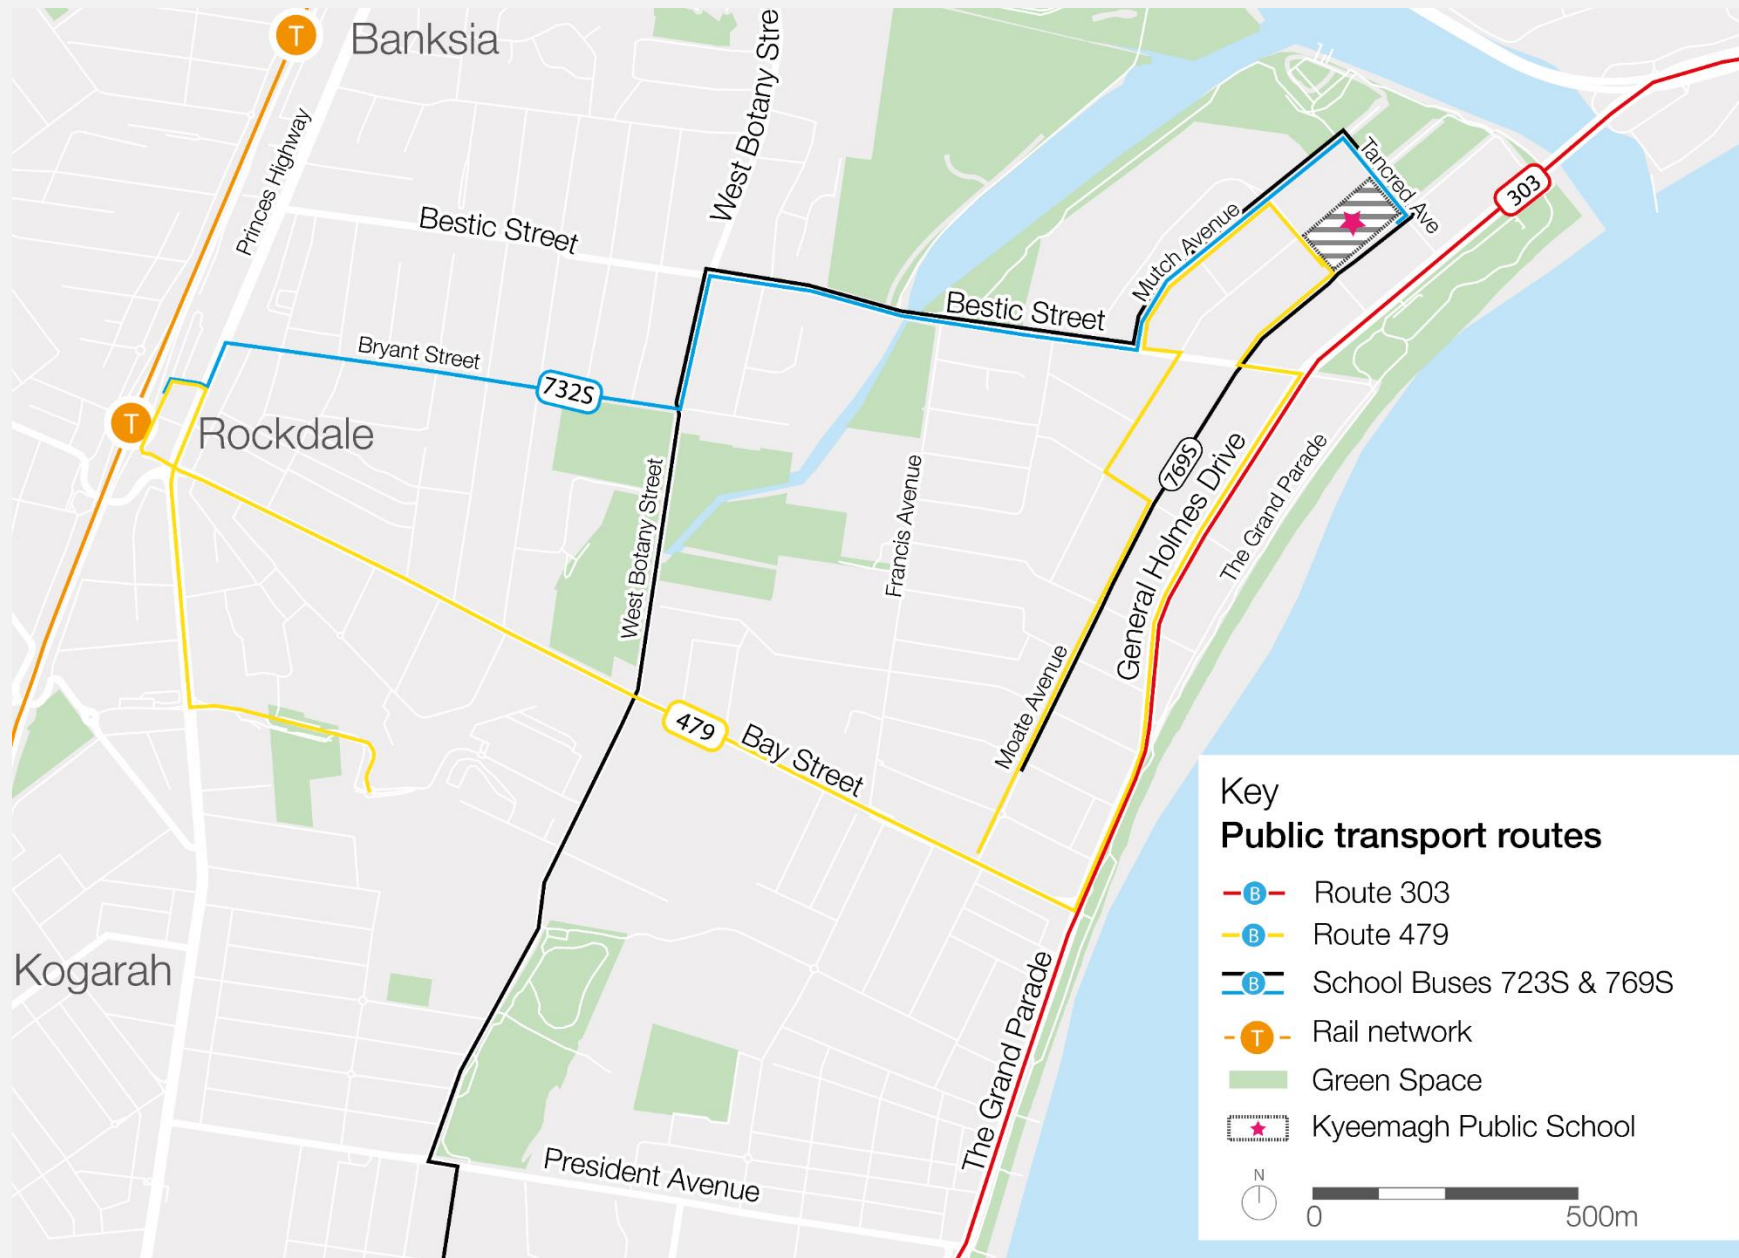 T
Banksia
West Botany Stre
Princes Highway
Bestic Street
303
Tancred Ave
Mutch Avenue
Bestic Street
Bryant Street
732S
T
Rockdale
769S
West Botany Street
Francis Avenue
General Holmes Drive
The Grand Parade
Moate Avenue
479
Bay Street
Kogarah
The Grand Parade
President Avenue
Key
Public transport routes
B Route 303
B Route 479
B School Buses 723S & 769S
T Rail network
Green Space
Kyeemagh Public School
N
0 500m